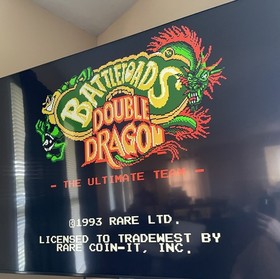 BATTLETOADS
DOUBLE
DRAGON
- THE ULTIMATE TEAM -
©1993 RARE LTD.
LICENSED TO TRADEWEST BY
RARE COIN-IT, INC.